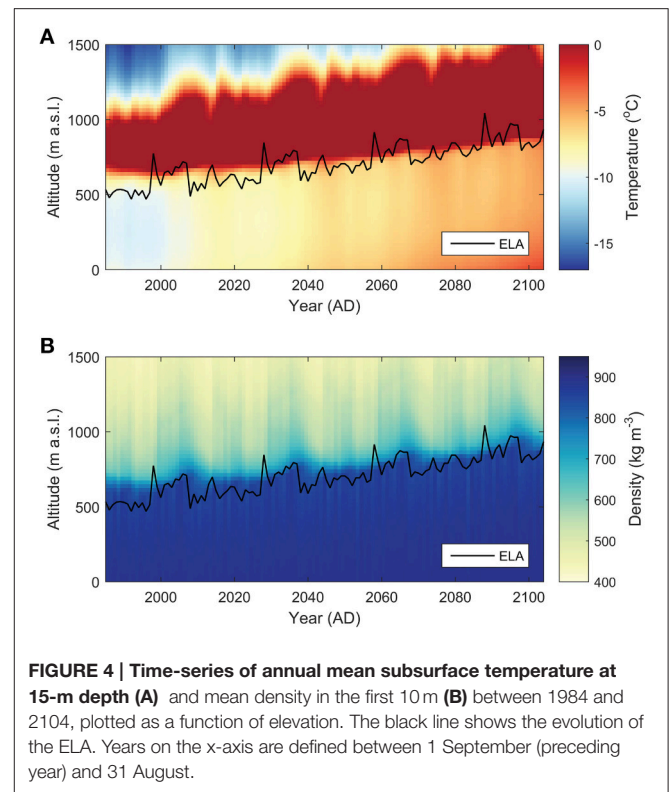 A
1500
1000
500
0
Altitude (m a.s.l.)
ELA
2000 2020 2040 2060 2080 2100
Year (AD)
0
-5
-10
-15
Temperature (°C)
B
1500
1000
500
0
Altitude (m a.s.l.)
ELA
2000 2020 2040 2060 2080 2100
Year (AD)
900
800
700
600
500
400
Density (kg m⁻³)
FIGURE 4 | Time-series of annual mean subsurface temperature at
15-m depth (A) and mean density in the first 10 m (B) between 1984 and
2104, plotted as a function of elevation. The black line shows the evolution of
the ELA. Years on the x-axis are defined between 1 September (preceding
year) and 31 August.